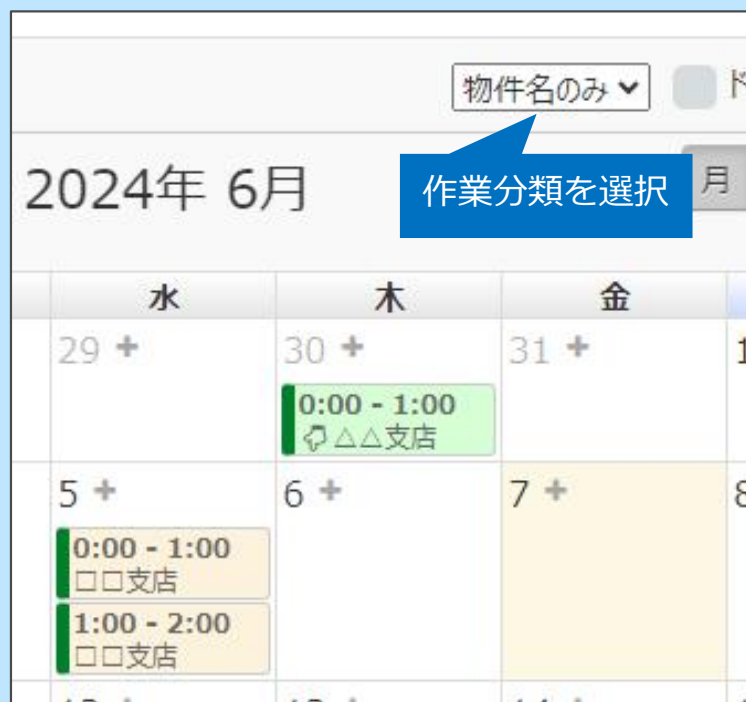 物件名のみ
2024年 6月
作業分類を選択
月
水 木 金
29 + 30 + 31 +
0:00 - 1:00
△△支店
5 + 6 + 7 +
0:00 - 1:00
□□支店
1:00 - 2:00
□□支店